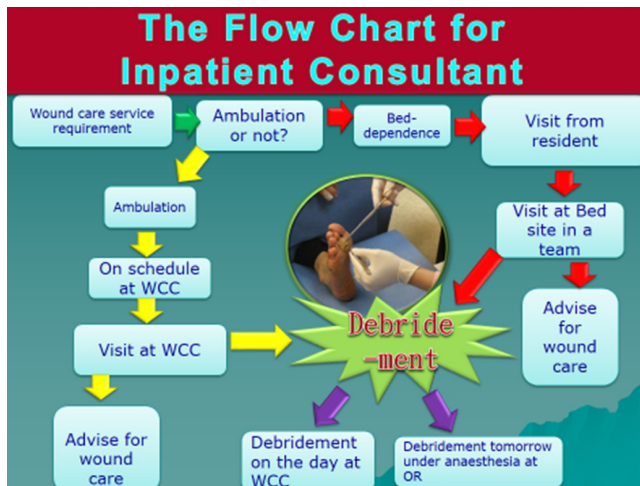 The Flow Chart for
Inpatient Consultant
Wound care service
requirement
Ambulation
or not?
Bed-
dependence
Visit from
resident
Ambulation
Visit at Bed
site in a
team
On schedule
at WCC
Visit at WCC
Debride
-ment
Advise for
wound
care
Advise for
wound
care
Debridement
on the day at
WCC
Debridement tomorrow
under anaesthesia at
OR